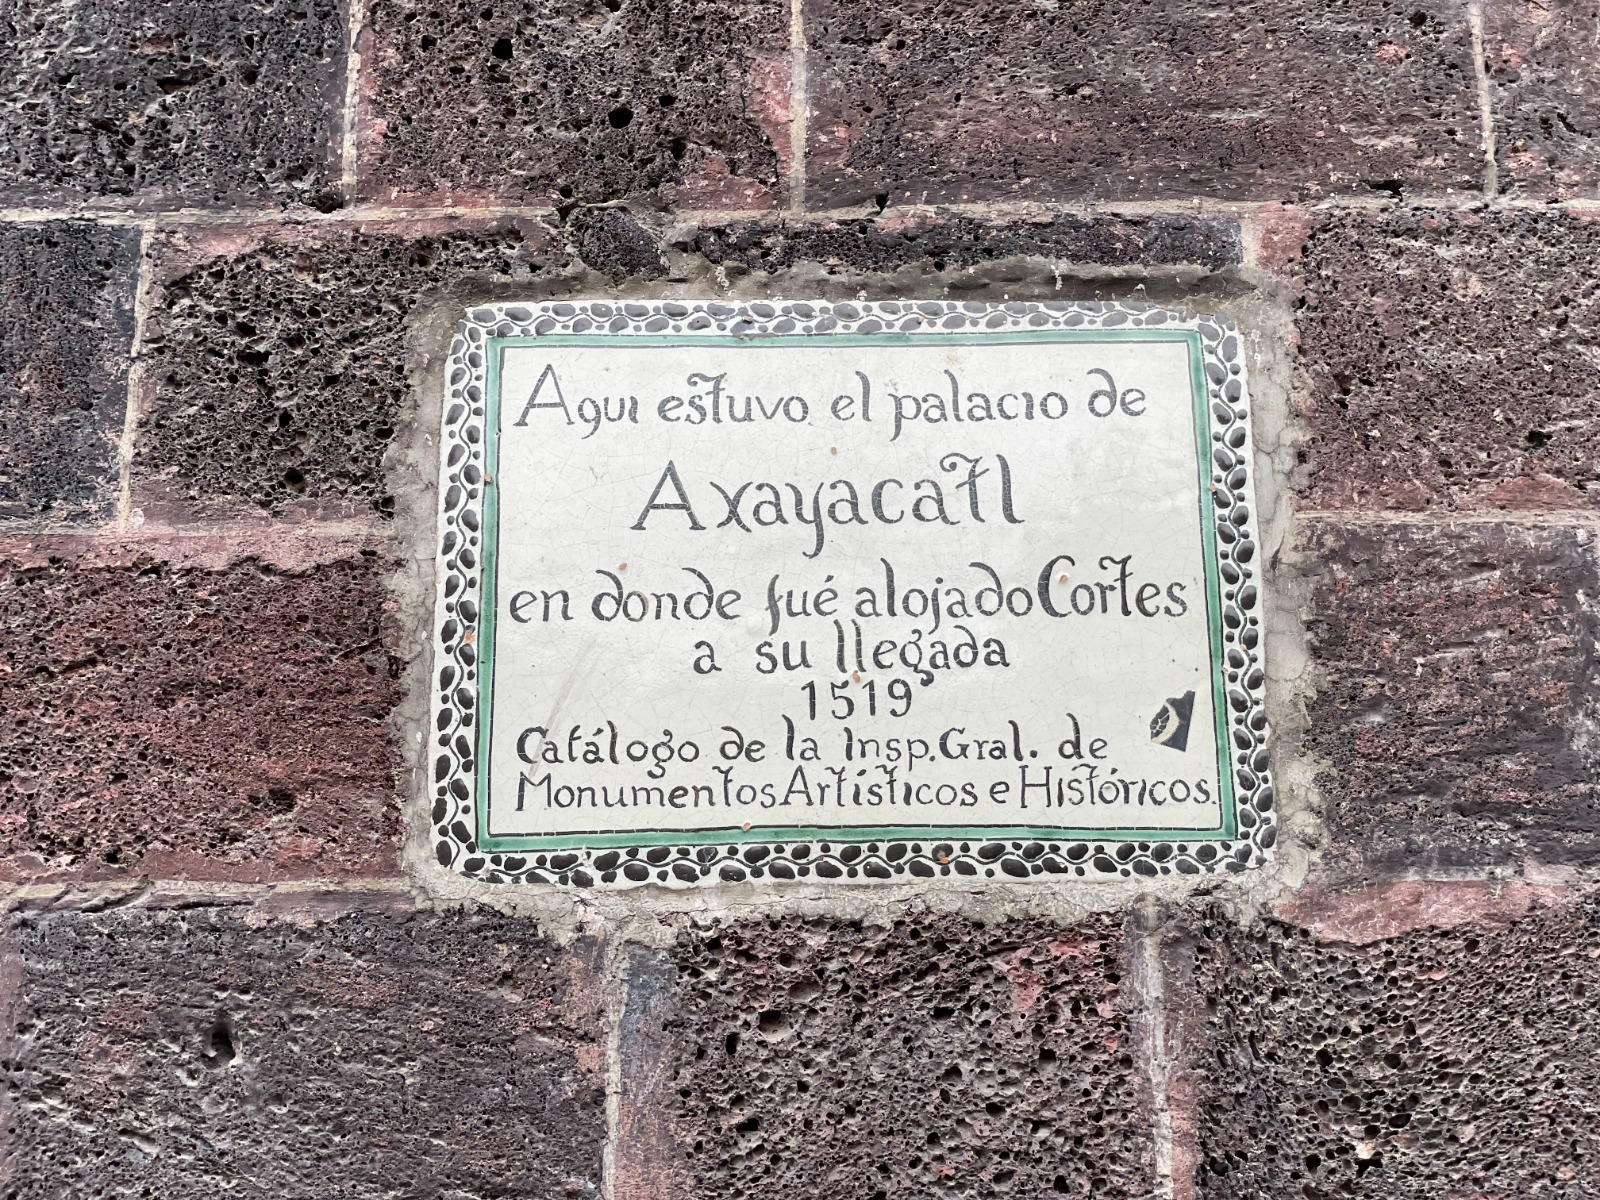 Aqui estuvo el palacio de
Axayacatl
en donde fué alojado Cortes
a su llegada
1519
Catálogo de la Insp. Gral. de
Monumentos Artísticos e Históricos.